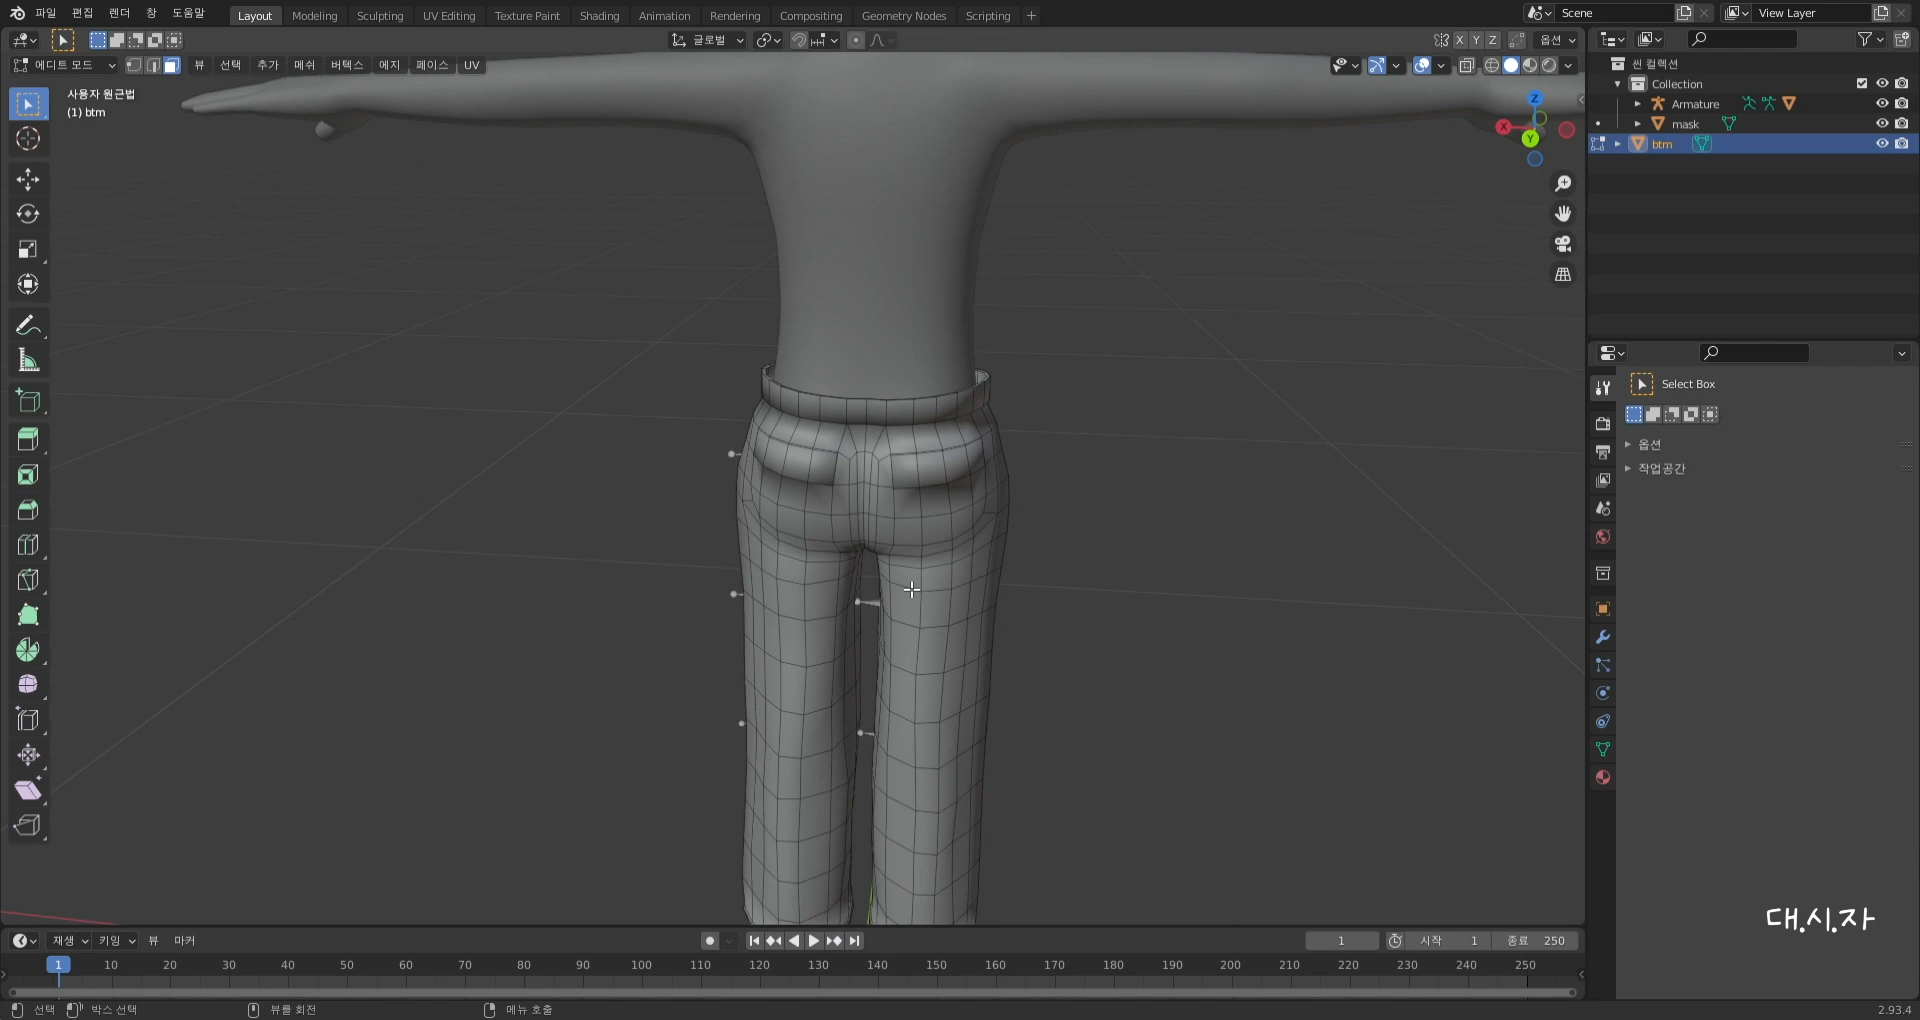 파일 편집 렌더 창 도움말 Layout Modeling Sculpting UV Editing Texture Paint Shading Animation Rendering Compositing Geometry Nodes Scripting + Scene View Layer
글로벌 X Y Z 옵션
에디트 모드 뷰 선택 추가 메쉬 버텍스 에지 페이스 UV
사용자 원근법
(1) btm
Z
X
Y
씬 컬렉션
Collection
Armature
mask
btm
Select Box
옵션
작업공간
대.시.자
재생 키잉 뷰 마커 1 시작 1 종료 250
1 10 20 30 40 50 60 70 80 90 100 110 120 130 140 150 160 170 180 190 200 210 220 230 240 250
선택 박스 선택 뷰를 회전 메뉴 호출 2.93.4